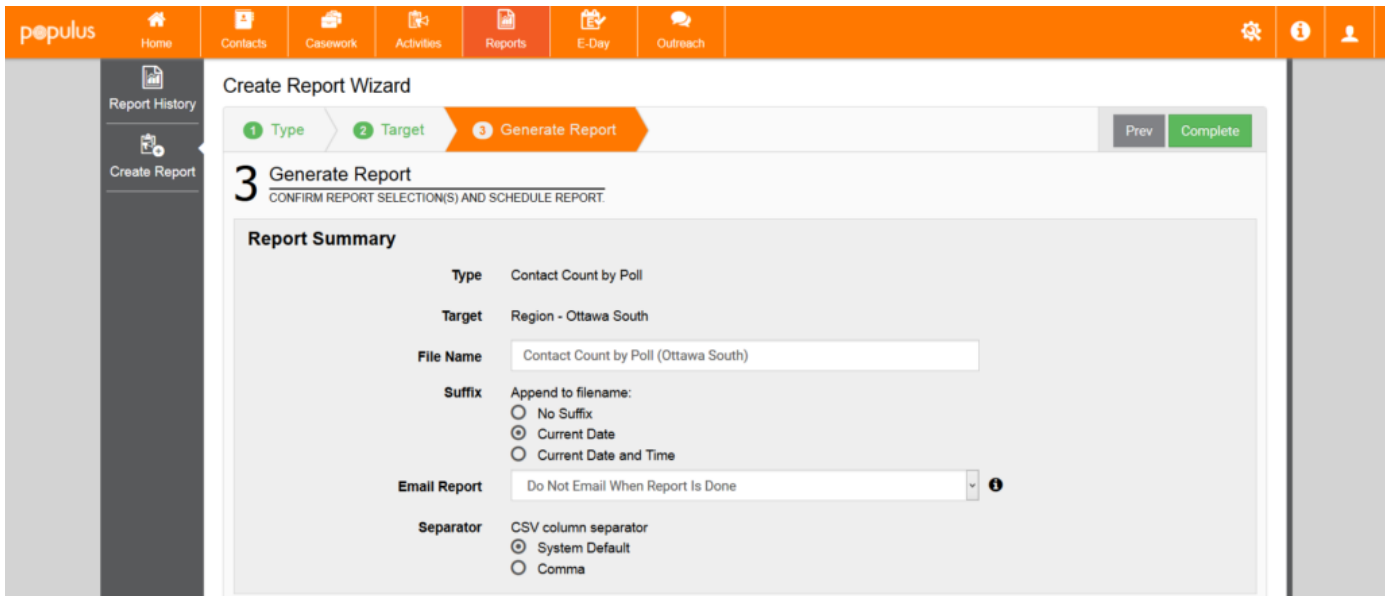 populus
Home
Contacts
Casework
Activities
Reports
E-Day
Outreach
Report History
Create Report
Create Report Wizard
1 Type
2 Target
3 Generate Report
Prev
Complete
3 Generate Report
CONFIRM REPORT SELECTION(S) AND SCHEDULE REPORT.
Report Summary
Type Contact Count by Poll
Target Region - Ottawa South
File Name Contact Count by Poll (Ottawa South)
Suffix Append to filename:
No Suffix
Current Date
Current Date and Time
Email Report Do Not Email When Report Is Done
Separator CSV column separator
System Default
Comma